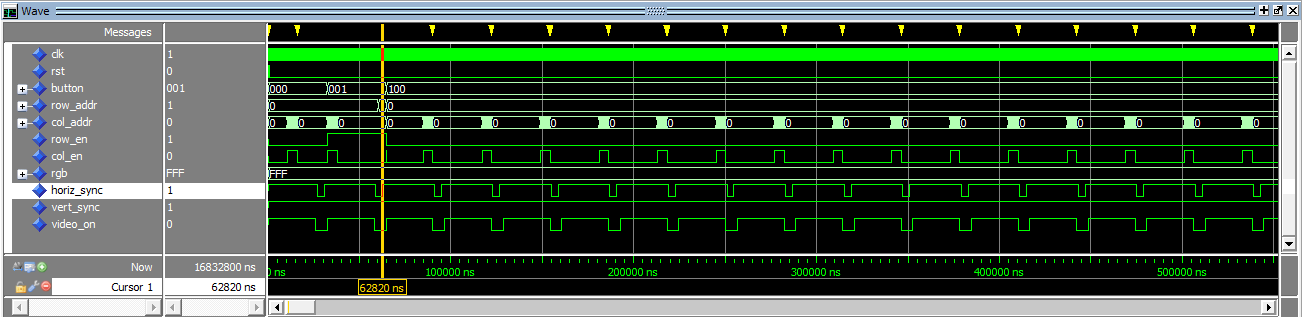 Wave
Messages
clk 1
rst 0
button 001 000 001 100
row_addr 1 0 0
col_addr 0 0 0 0 0 0 0 0 0 0 0 0 0 0 0 0 0 0 0
row_en 1
col_en 0
rgb FFF FFF
horiz_sync 1
vert_sync 1
video_on 0
Now 16832800 ns 0 ns 100000 ns 200000 ns 300000 ns 400000 ns 500000 ns
Cursor 1 62820 ns 62820 ns